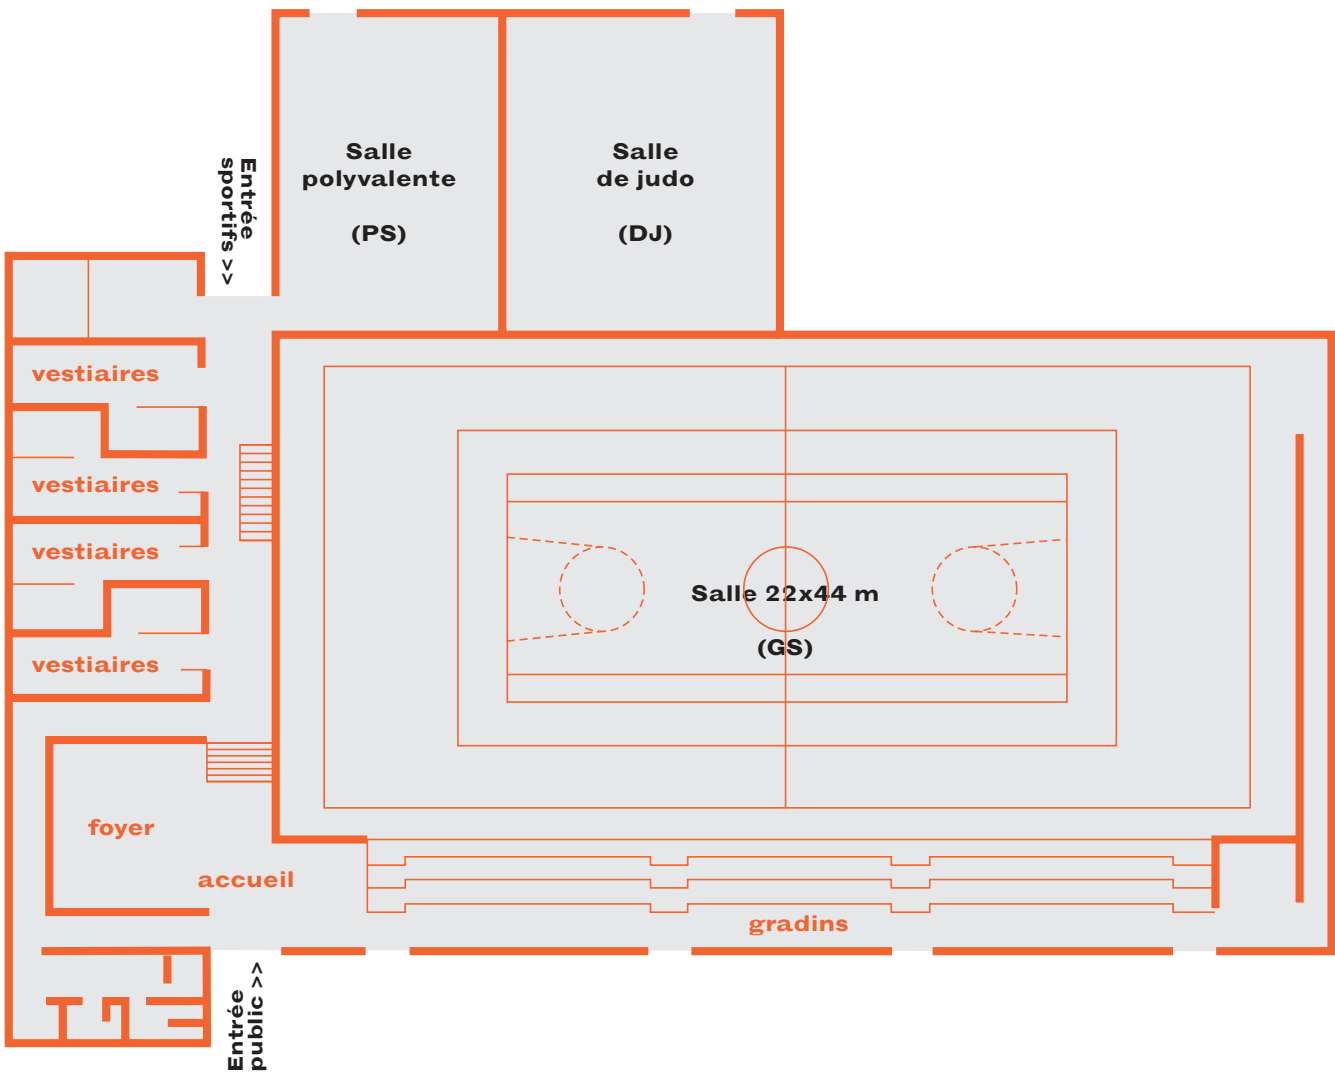 Salle
polyvalente
(PS)
Salle
de judo
(DJ)
Entrée
sportifs >>
vestiaires
vestiaires
vestiaires
vestiaires
Salle 22x44 m
(GS)
foyer
accueil
gradins
Entrée
public >>